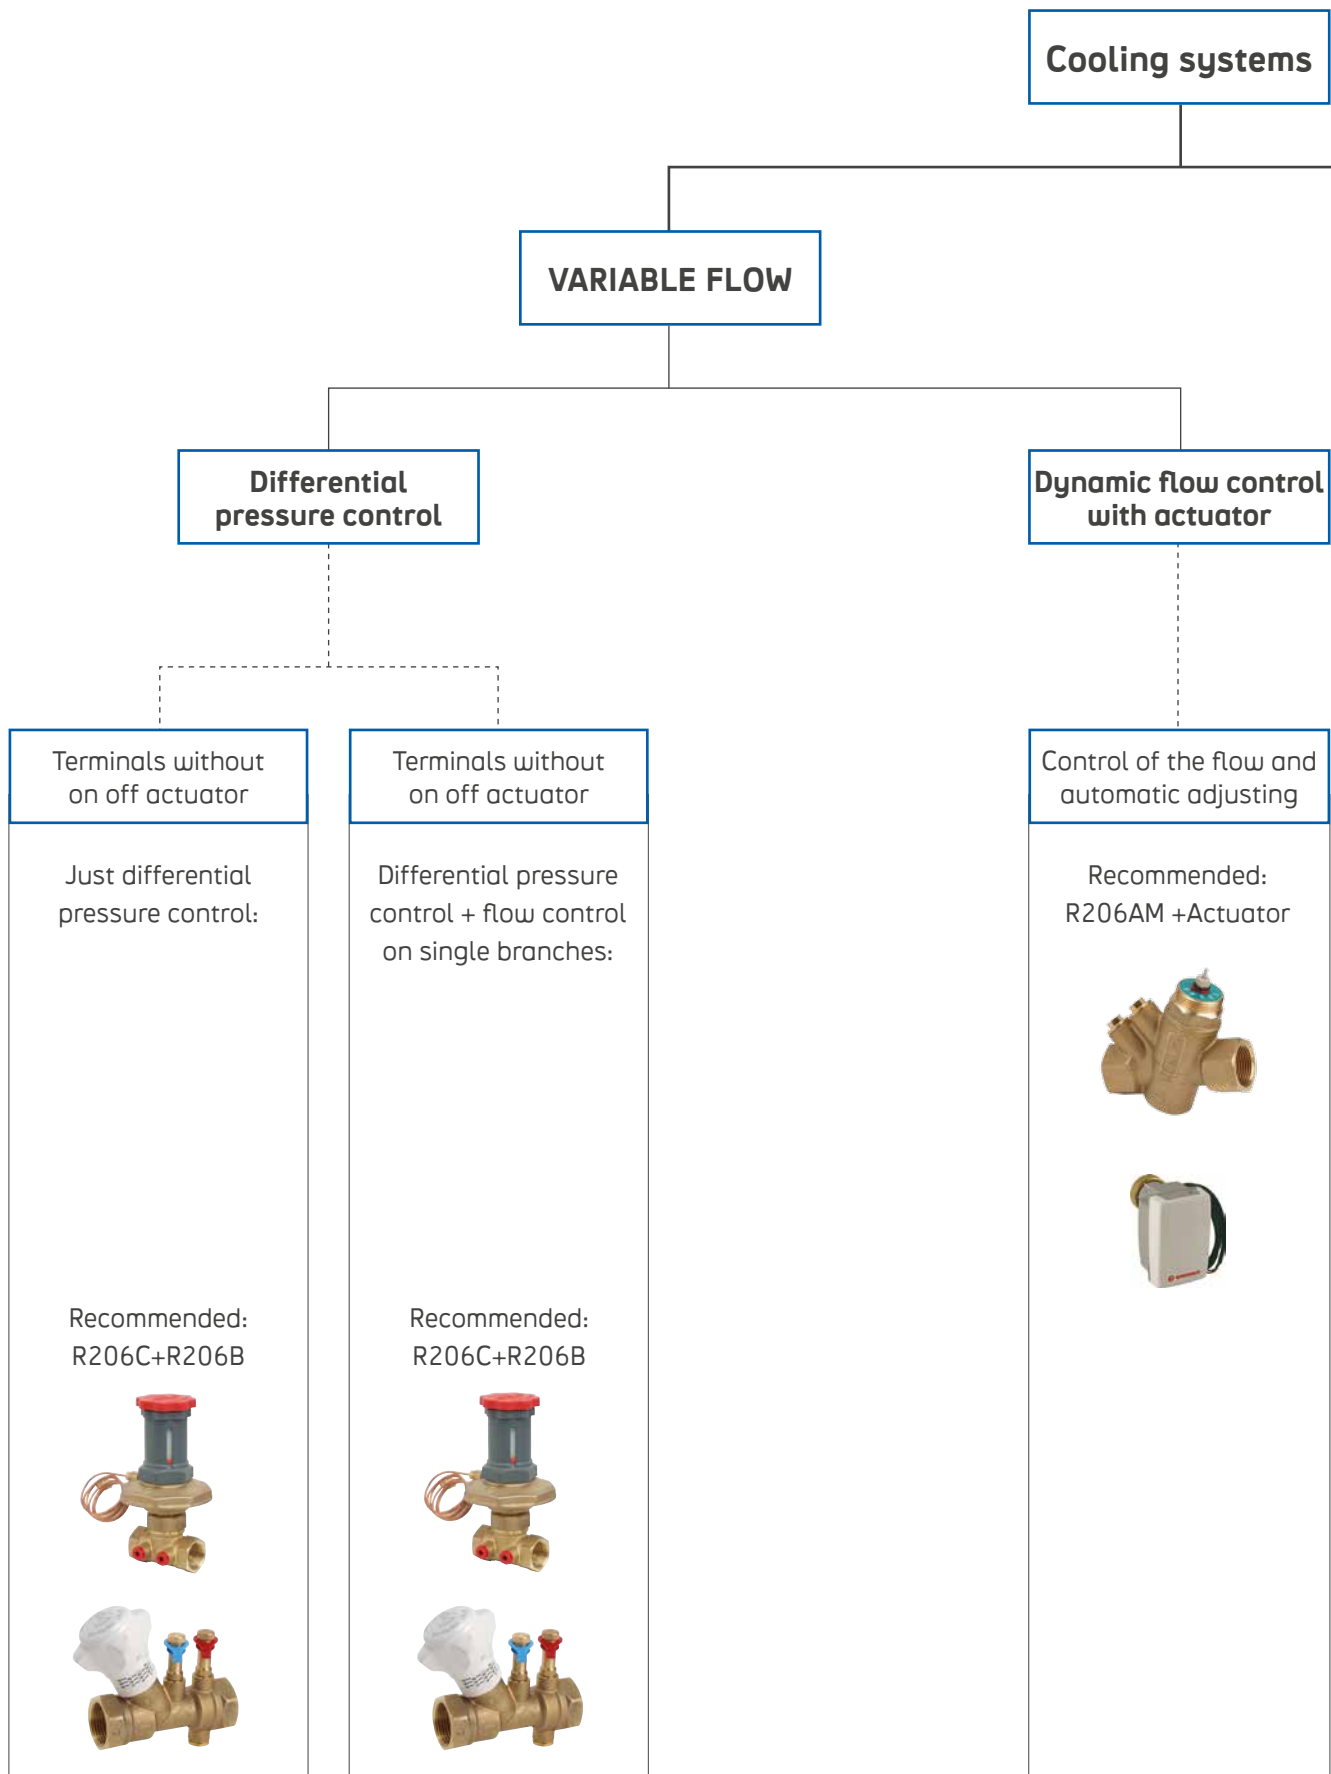 Cooling systems
VARIABLE FLOW
Differential
pressure control
Dynamic flow control
with actuator
Terminals without
on off actuator
Just differential
pressure control:
Recommended:
R206C+R206B
Terminals without
on off actuator
Differential pressure
control + flow control
on single branches:
Recommended:
R206C+R206B
Control of the flow and
automatic adjusting
Recommended:
R206AM +Actuator